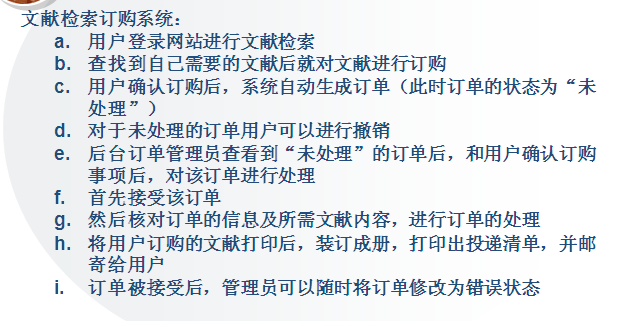 文献检索订购系统：
a. 用户登录网站进行文献检索
b. 查找到自己需要的文献后就对文献进行订购
c. 用户确认订购后，系统自动生成订单（此时订单的状态为“未
处理”）
d. 对于未处理的订单用户可以进行撤销
e. 后台订单管理员查看到“未处理”的订单后，和用户确认订购
事项后，对该订单进行处理
f. 首先接受该订单
g. 然后核对订单的信息及所需文献内容，进行订单的处理
h. 将用户订购的文献打印后，装订成册，打印出投递清单，并邮
寄给用户
i. 订单被接受后，管理员可以随时将订单修改为错误状态